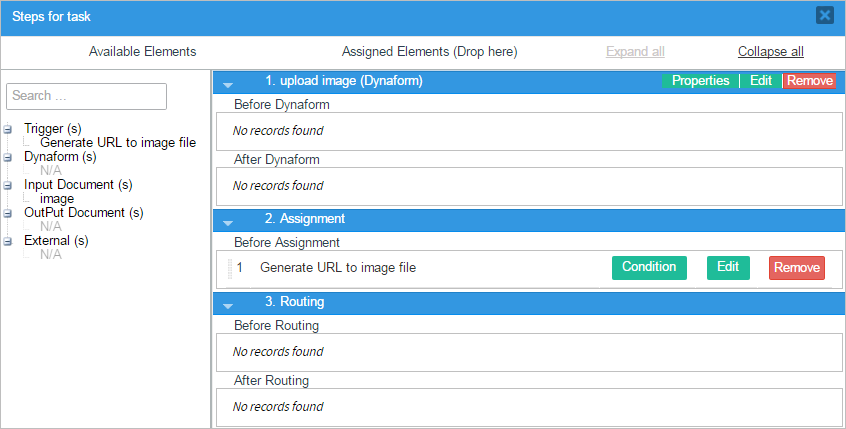 Steps for task
Available Elements
Assigned Elements (Drop here)
Expand all
Collapse all
Search ...
Trigger (s)
Generate URL to image file
Dynaform (s)
N/A
Input Document (s)
image
OutPut Document (s)
N/A
External (s)
N/A
1. upload image (Dynaform)
Properties
Edit
Remove
Before Dynaform
No records found
After Dynaform
No records found
2. Assignment
Before Assignment
1 Generate URL to image file
Condition
Edit
Remove
3. Routing
Before Routing
No records found
After Routing
No records found